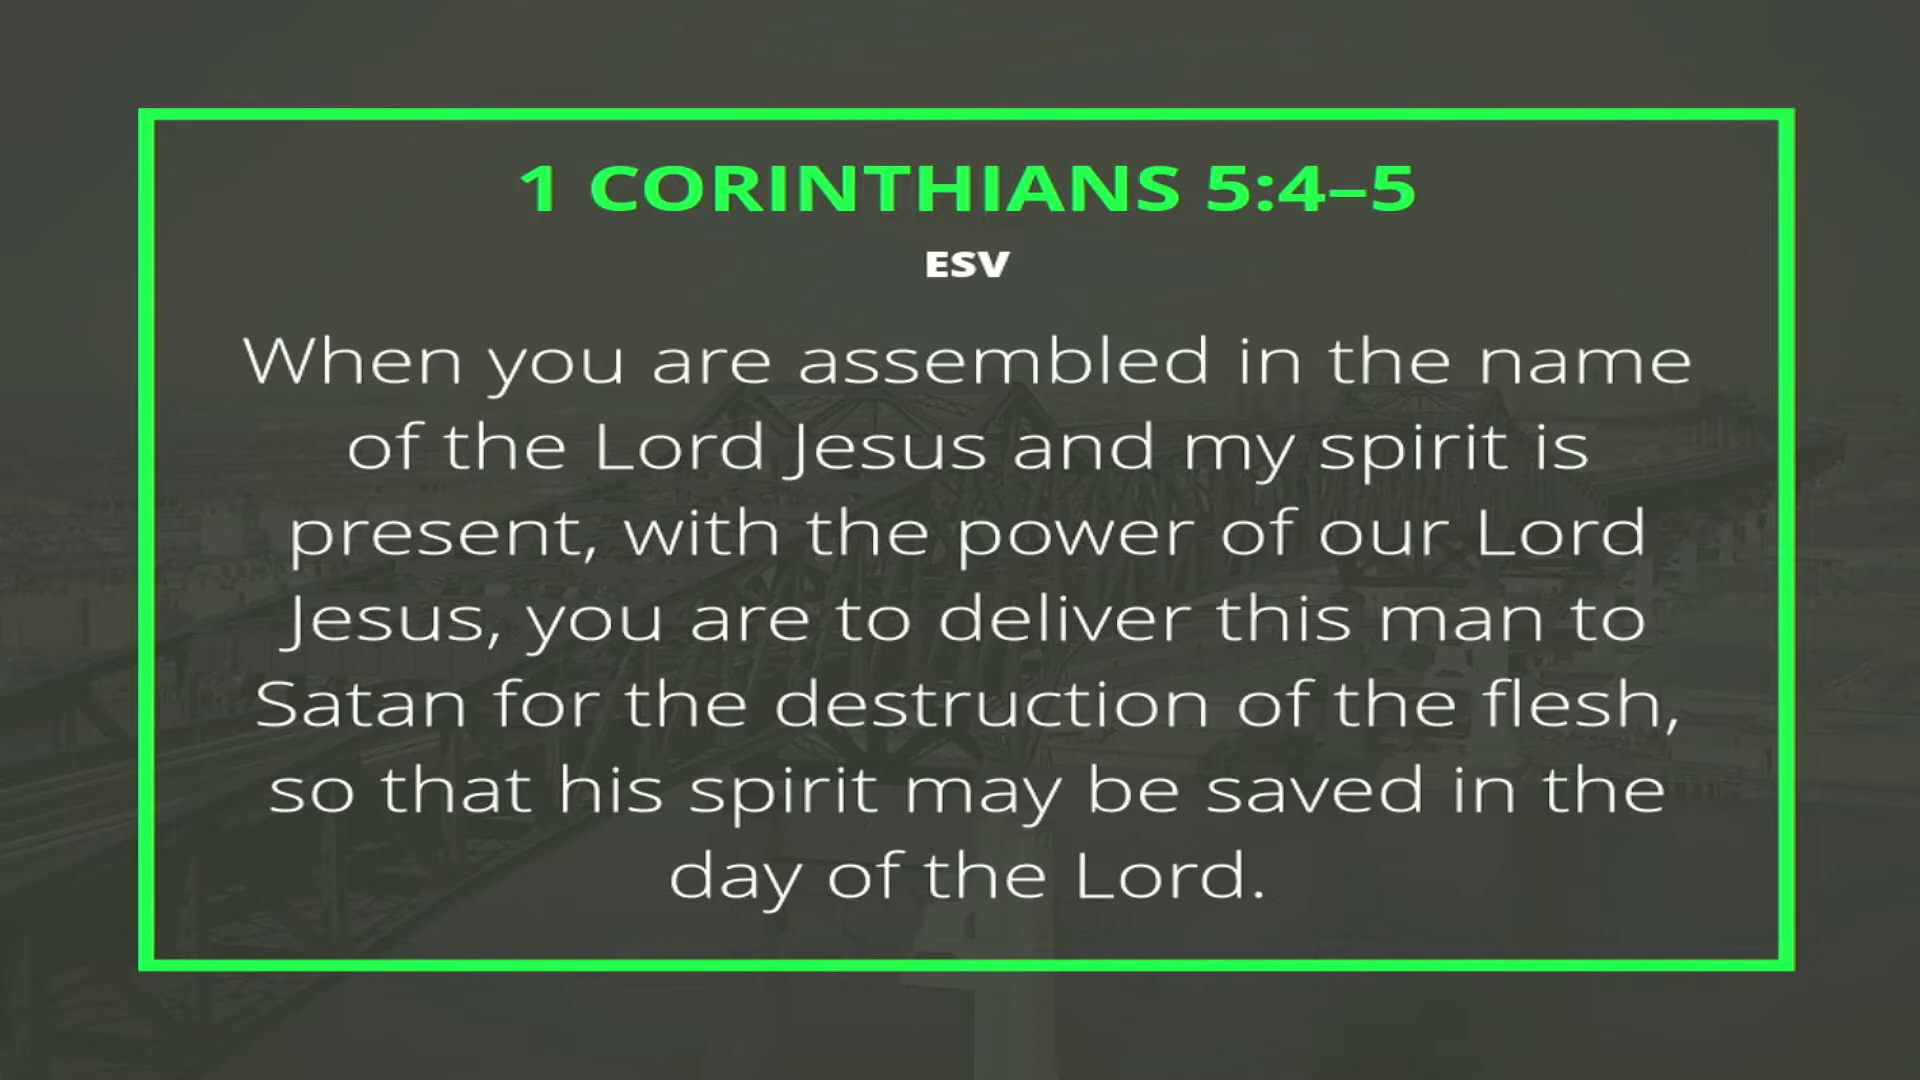 1 CORINTHIANS 5:4–5
ESV
When you are assembled in the name
of the Lord Jesus and my spirit is
present, with the power of our Lord
Jesus, you are to deliver this man to
Satan for the destruction of the flesh,
so that his spirit may be saved in the
day of the Lord.